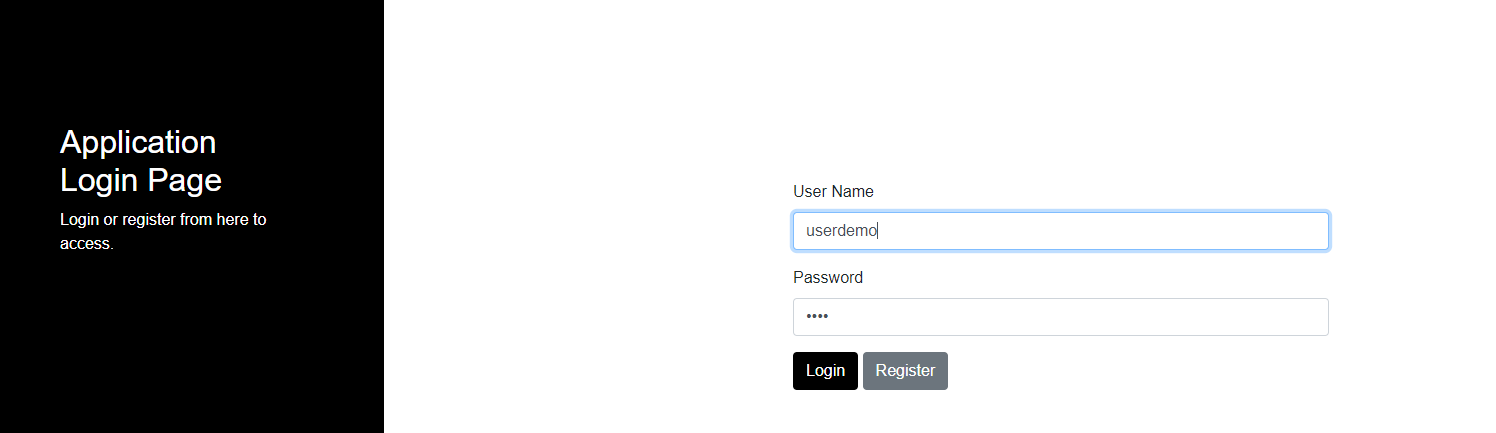 Application
Login Page
Login or register from here to
access.
User Name
userdemo
Password
••••
Login
Register